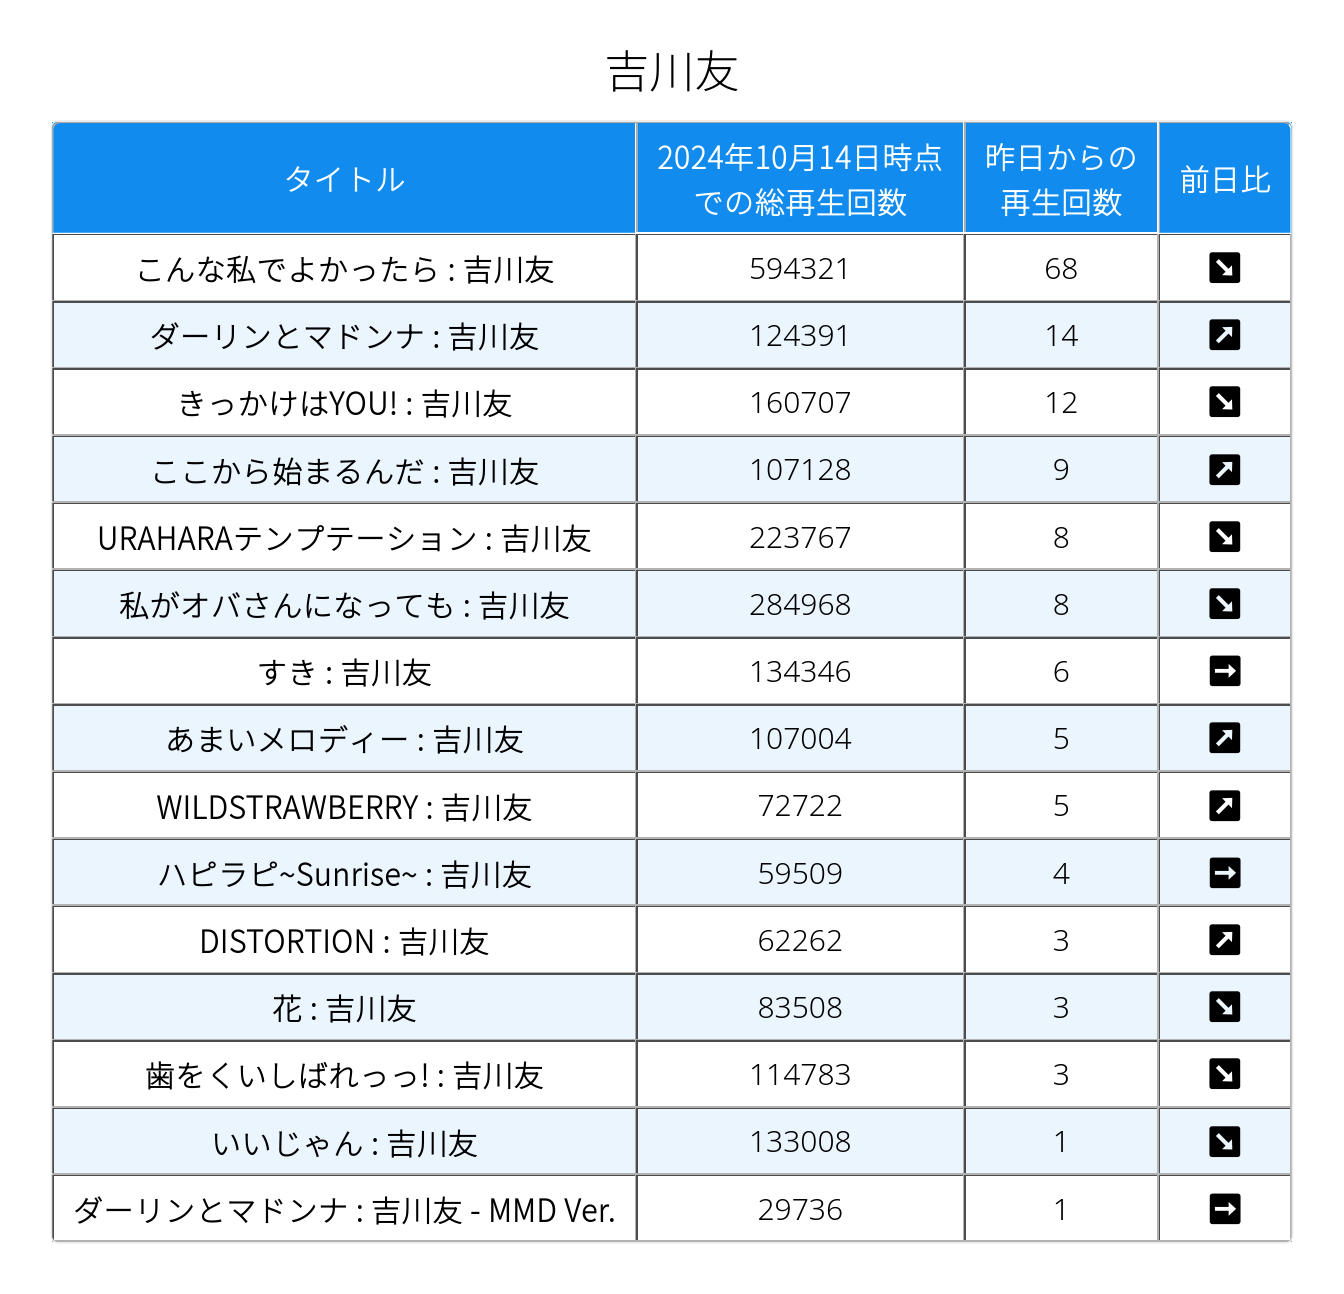 吉川友
タイトル
2024年10月14日時点
での総再生回数
昨日からの
再生回数
前日比
こんな私でよかったら : 吉川友 594321 68 ↘
ダーリンとマドンナ : 吉川友 124391 14 ↗
きっかけはYOU! : 吉川友 160707 12 ↘
ここから始まるんだ : 吉川友 107128 9 ↗
URAHARAテンプテーション : 吉川友 223767 8 ↘
私がオバさんになっても : 吉川友 284968 8 ↘
すき : 吉川友 134346 6 →
あまいメロディー : 吉川友 107004 5 ↗
WILDSTRAWBERRY : 吉川友 72722 5 ↗
ハピラピ~Sunrise~ : 吉川友 59509 4 →
DISTORTION : 吉川友 62262 3 ↗
花 : 吉川友 83508 3 ↘
歯をくいしばれっっ! : 吉川友 114783 3 ↘
いいじゃん : 吉川友 133008 1 ↘
ダーリンとマドンナ : 吉川友 - MMD Ver. 29736 1 →